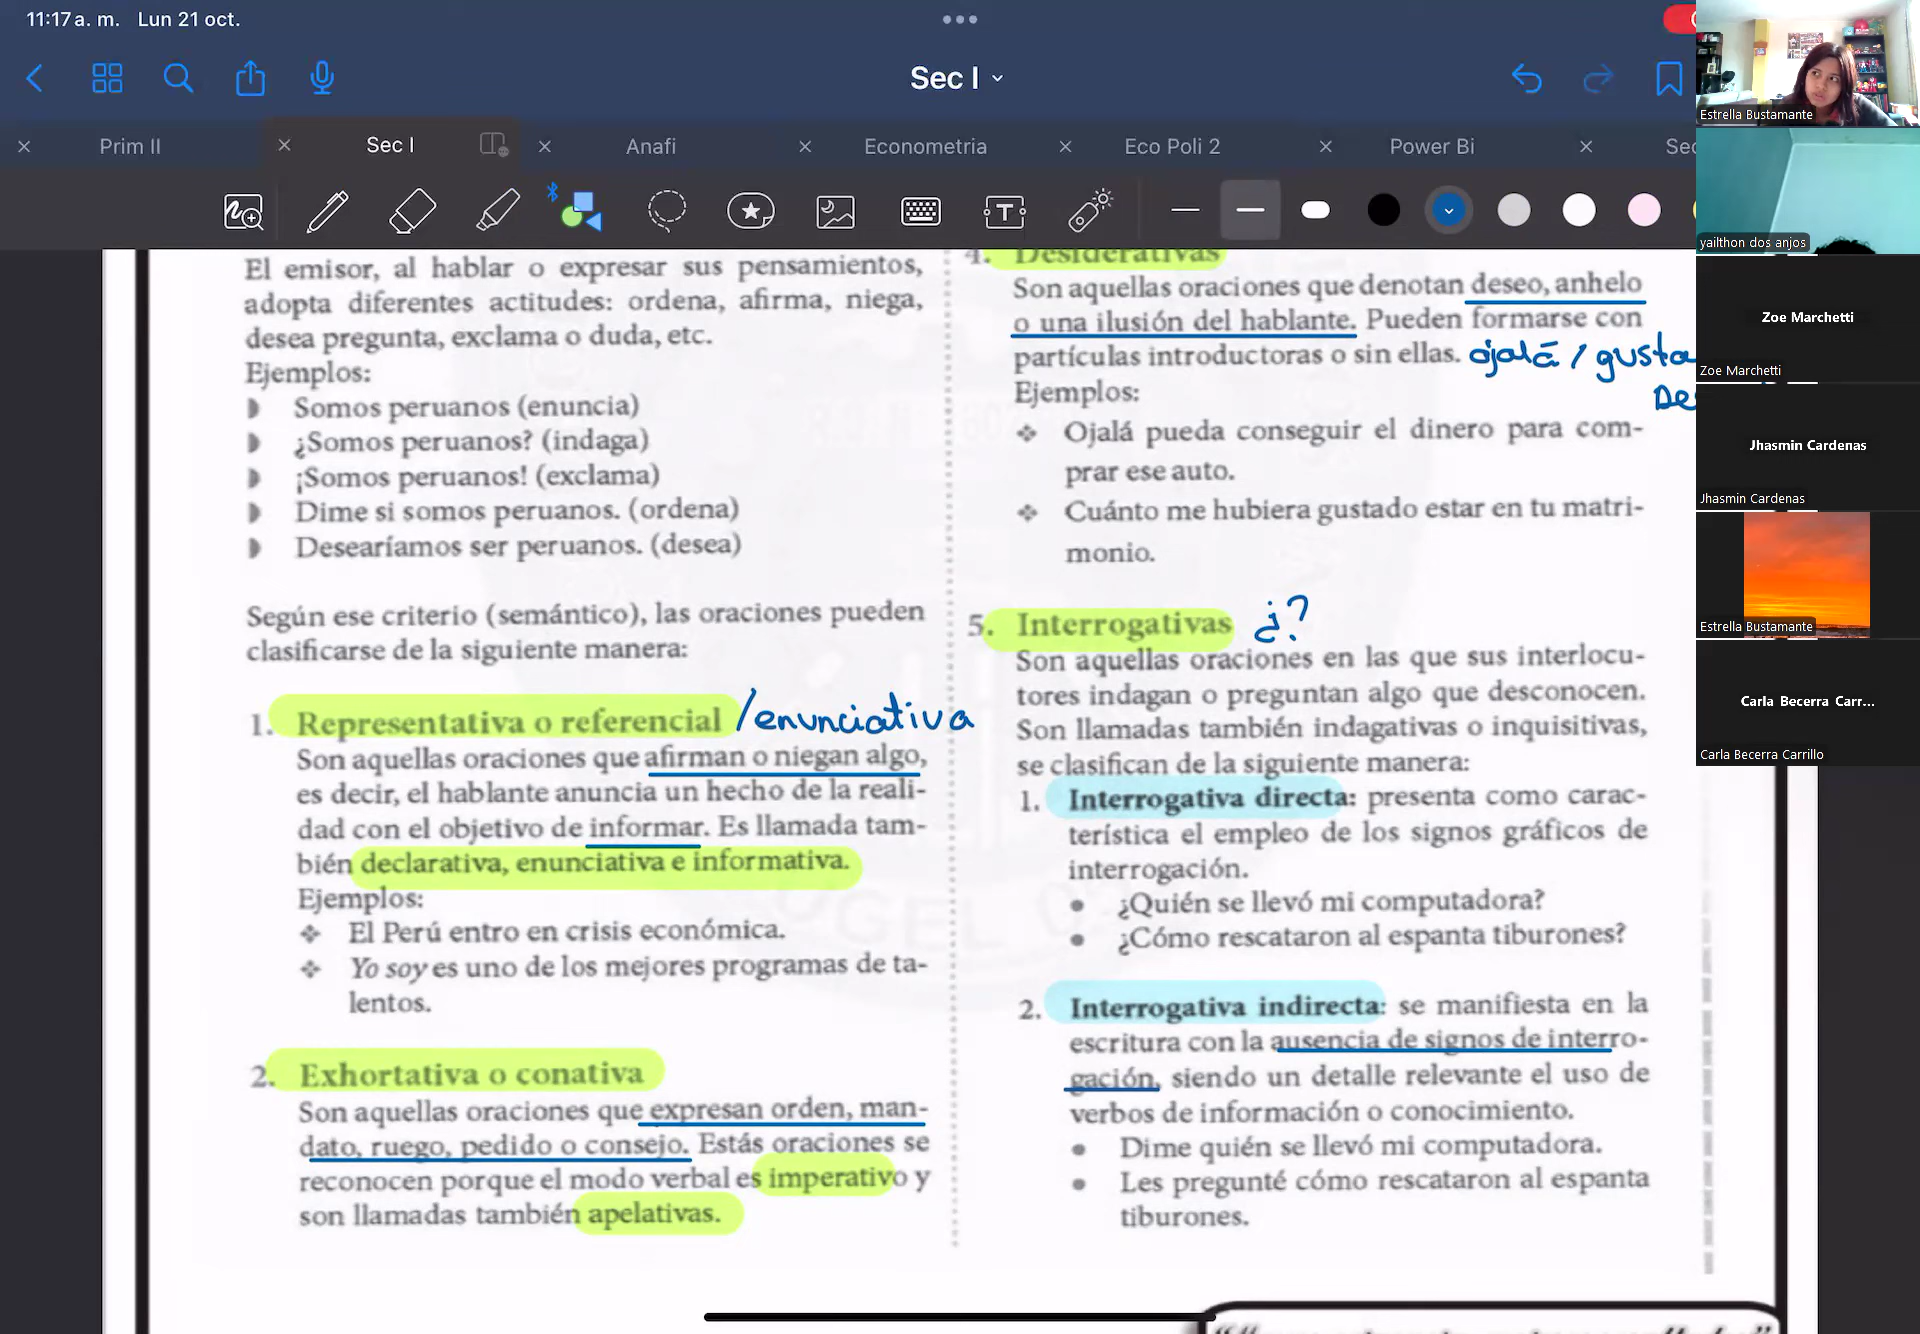 11:17 a. m. Lun 21 oct.
Sec I
Prim II
Sec I
Anafi
Econometria
Eco Poli 2
Power Bi
Sec
El emisor, al hablar o expresar sus pensamientos,
adopta diferentes actitudes: ordena, afirma, niega,
desea pregunta, exclama o duda, etc.
Ejemplos:
Somos peruanos (enuncia)
¿Somos peruanos? (indaga)
¡Somos peruanos! (exclama)
Dime si somos peruanos. (ordena)
Desearíamos ser peruanos. (desea)
Según ese criterio (semántico), las oraciones pueden
clasificarse de la siguiente manera:
1. Representativa o referencial /enunciativa
Son aquellas oraciones que afirman o niegan algo,
es decir, el hablante anuncia un hecho de la reali-
dad con el objetivo de informar. Es llamada tam-
bién declarativa, enunciativa e informativa.
Ejemplos:
El Perú entro en crisis económica.
Yo soy es uno de los mejores programas de ta-
lentos.
2. Exhortativa o conativa
Son aquellas oraciones que expresan orden, man-
dato, ruego, pedido o consejo. Estás oraciones se
reconocen porque el modo verbal es imperativo y
son llamadas también apelativas.
4. Desiderativas
Son aquellas oraciones que denotan deseo, anhelo
o una ilusión del hablante. Pueden formarse con
partículas introductoras o sin ellas. ojalá / gusta
De
Ejemplos:
Ojalá pueda conseguir el dinero para com-
prar ese auto.
Cuánto me hubiera gustado estar en tu matri-
monio.
5. Interrogativas ¿?
Son aquellas oraciones en las que sus interlocu-
tores indagan o preguntan algo que desconocen.
Son llamadas también indagativas o inquisitivas,
se clasifican de la siguiente manera:
1. Interrogativa directa: presenta como carac-
terística el empleo de los signos gráficos de
interrogación.
¿Quién se llevó mi computadora?
¿Cómo rescataron al espanta tiburones?
2. Interrogativa indirecta: se manifiesta en la
escritura con la ausencia de signos de interro-
gación, siendo un detalle relevante el uso de
verbos de información o conocimiento.
Dime quién se llevó mi computadora.
Les pregunté cómo rescataron al espanta
tiburones.
Estrella Bustamante
yailthon dos anjos
Zoe Marchetti
Zoe Marchetti
Jhasmin Cardenas
Jhasmin Cardenas
Estrella Bustamante
Carla Becerra Carr...
Carla Becerra Carrillo